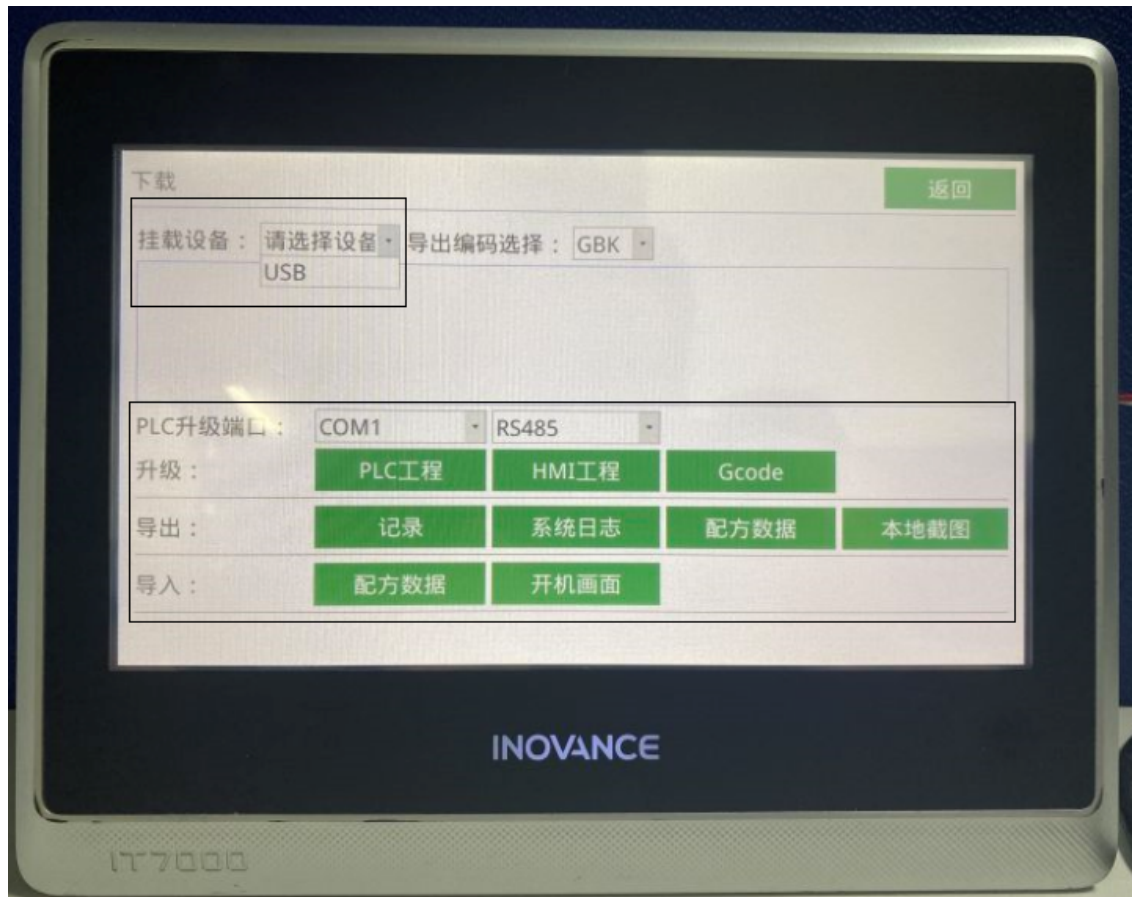 下载 返回
挂载设备： 请选择设备 导出编码选择： GBK
USB
PLC升级端口： COM1 RS485
升级： PLC工程 HMI工程 Gcode
导出： 记录 系统日志 配方数据 本地截图
导入： 配方数据 开机画面
INOVANCE
IT7000